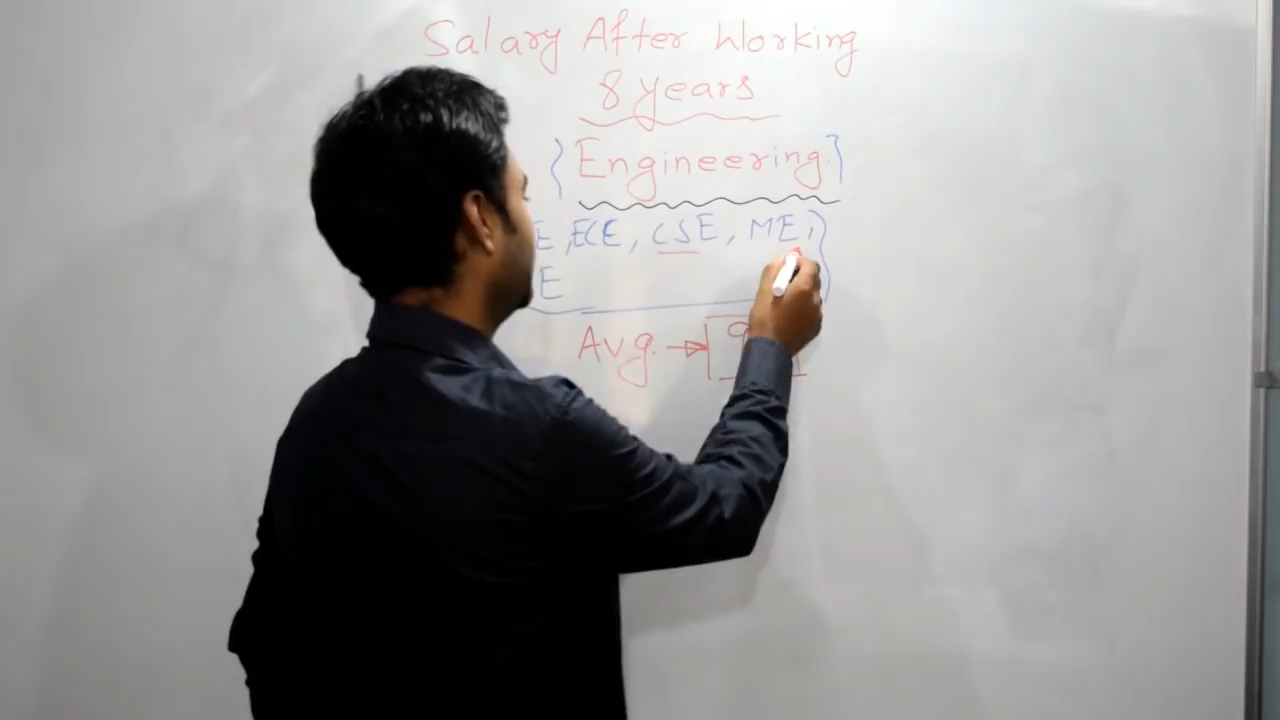 Salary After Working
8 years
{Engineering}
E, ECE, CSE, ME,
E
Avg. →